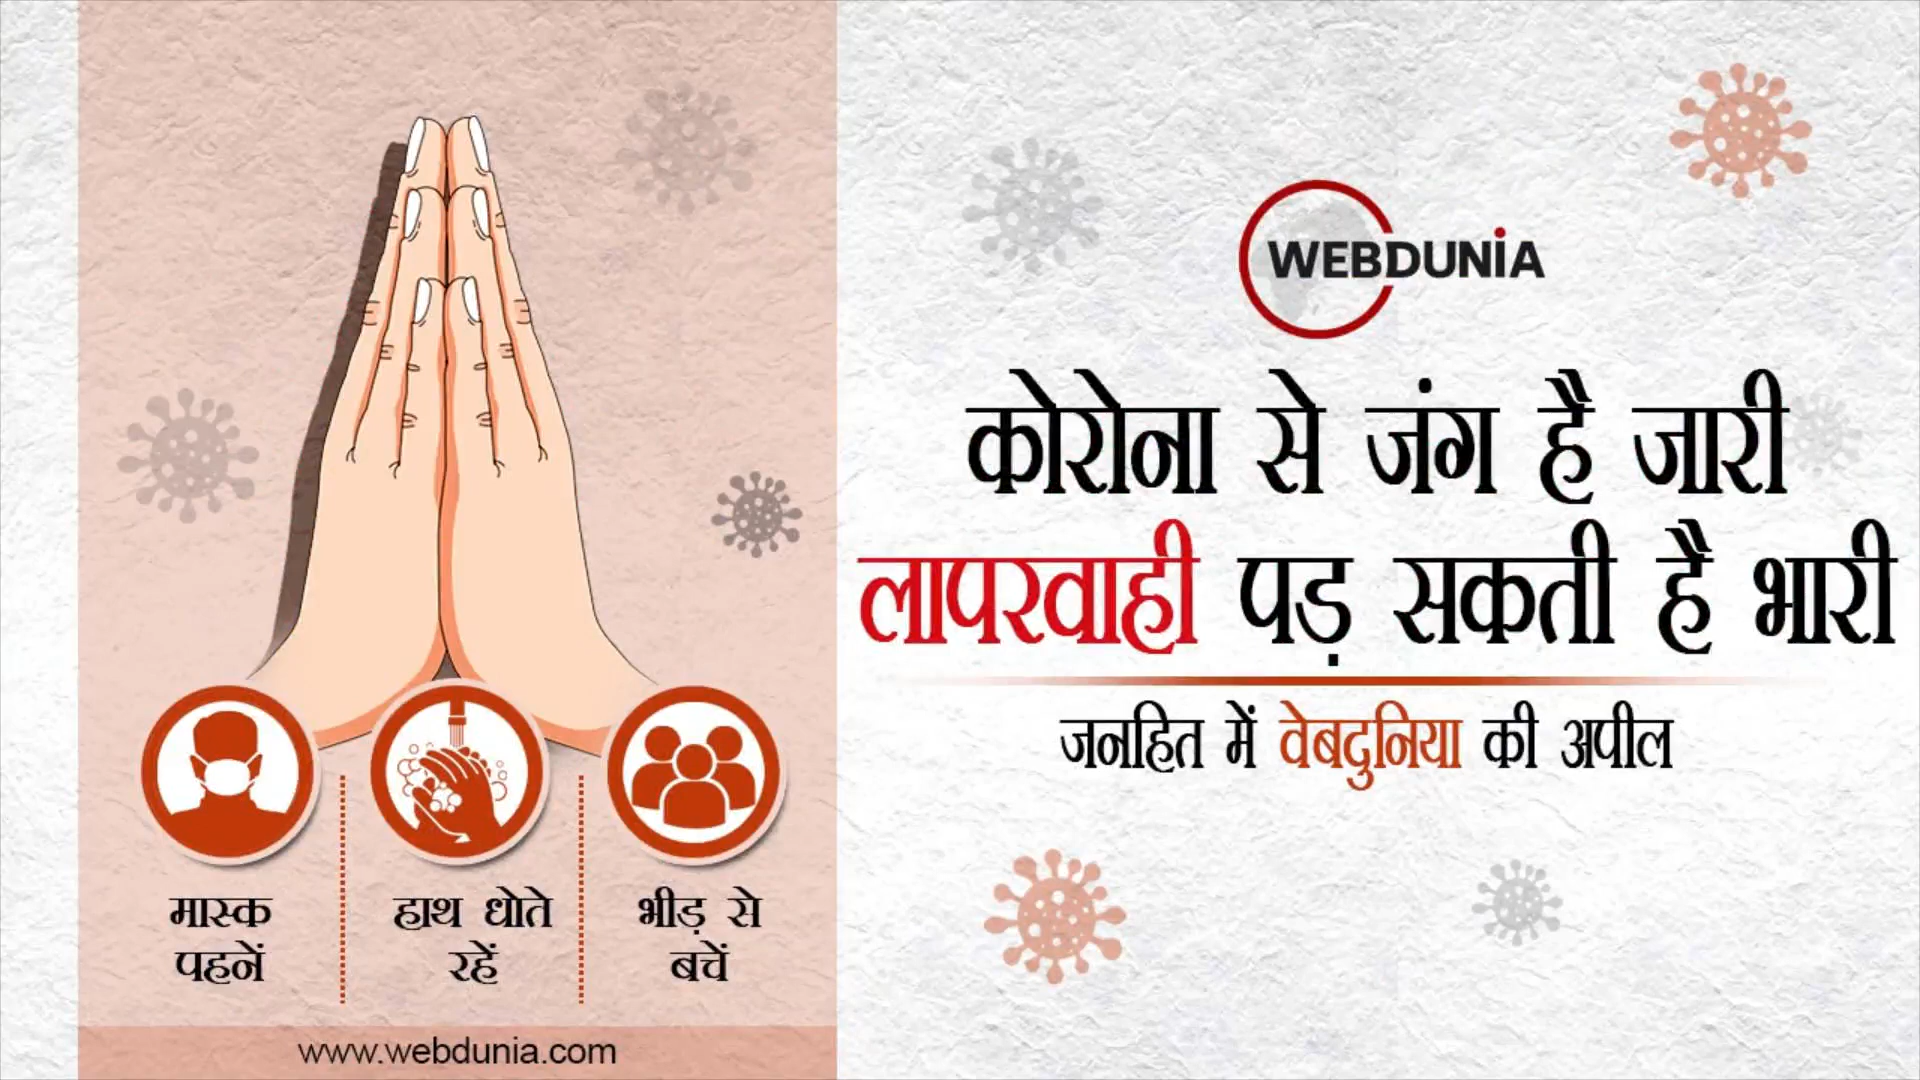 मास्क
पहनें
हाथ धोते
रहें
भीड़ से
बचें
www.webdunia.com
WEBDUNIA
कोरोना से जंग है जारी
लापरवाही पड़ सकती है भारी
जनहित में वेबदुनिया की अपील